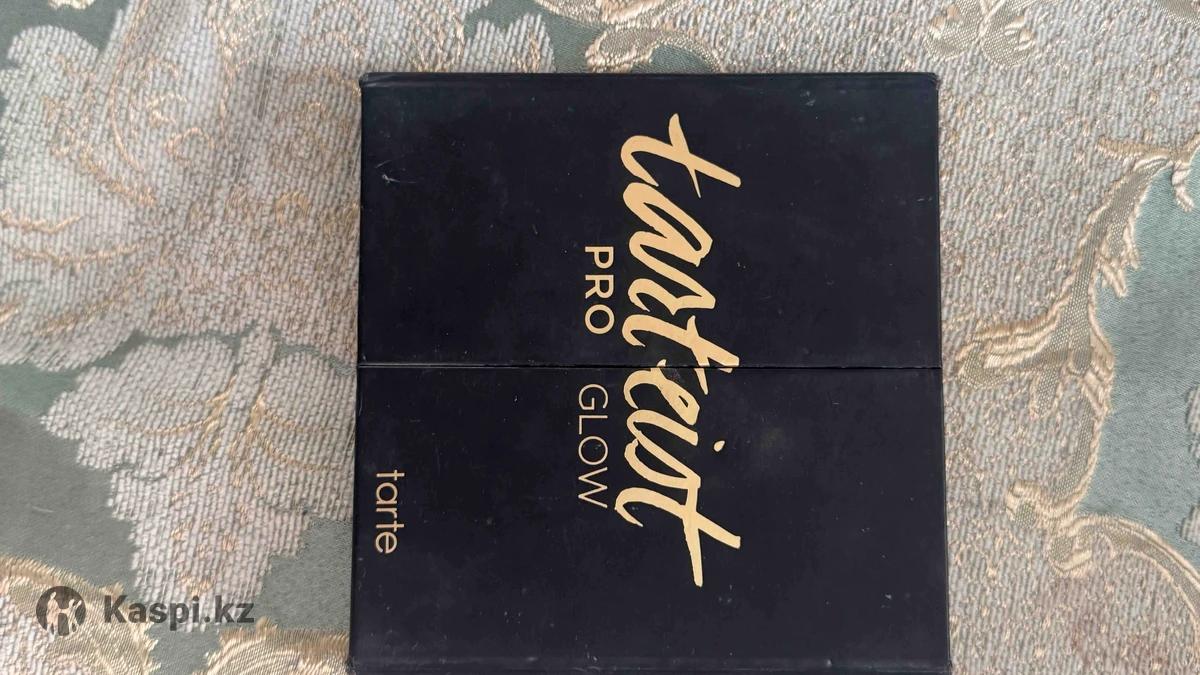 tarteist
PRO GLOW
tarte
Kaspi.kz